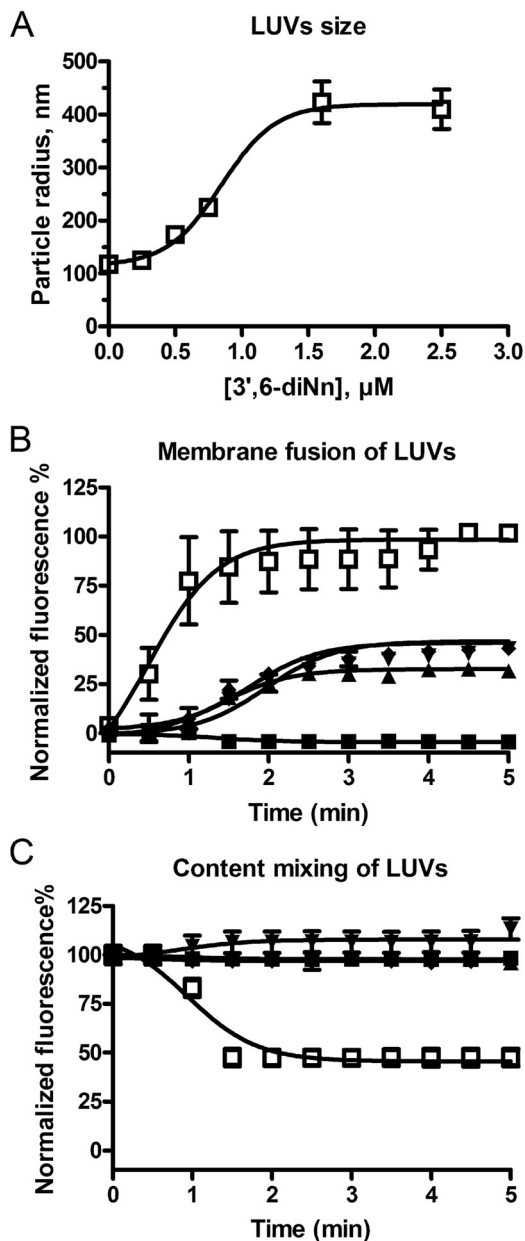 A
LUVs size
Particle radius, nm
500
400
300
200
100
0
0.0 0.5 1.0 1.5 2.0 2.5 3.0
[3',6-diNn], µM
B
Membrane fusion of LUVs
Normalized fluorescence %
125
100
75
50
25
0
0 1 2 3 4 5
Time (min)
C
Content mixing of LUVs
Normalized fluorescence%
125
100
75
50
25
0
0 1 2 3 4 5
Time (min)